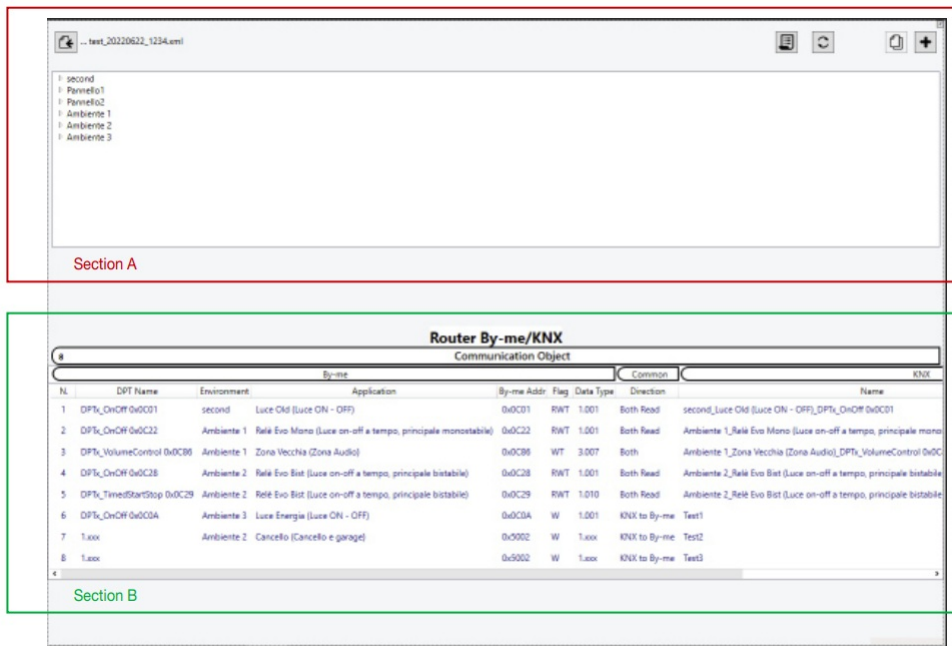 ... test_20220622_1234.xml
second
Pannello1
Pannello2
Ambiente 1
Ambiente 2
Ambiente 3
Section A
Router By-me/KNX
8 Communication Object
By-me Common KNX
N. DPT Name Environment Application By-me Addr Flag Data Type Direction Name
1 DPTx_OnOff 0x0C01 second Luce Old (Luce ON - OFF) 0x0C01 RWT 1.001 Both Read second_Luce Old (Luce ON - OFF)_DPTx_OnOff 0x0C01
2 DPTx_OnOff 0x0C22 Ambiente 1 Relè Evo Mono (Luce on-off a tempo, principale monostabile) 0x0C22 RWT 1.001 Both Read Ambiente 1_Relè Evo Mono (Luce on-off a tempo, principale mono
3 DPTx_VolumeControl 0x0C86 Ambiente 1 Zona Vecchia (Zona Audio) 0x0C86 WT 3.007 Both Ambiente 1_Zona Vecchia (Zona Audio)_DPTx_VolumeControl 0x0C
4 DPTx_OnOff 0x0C28 Ambiente 2 Relè Evo Bist (Luce on-off a tempo, principale bistabile) 0x0C28 RWT 1.001 Both Read Ambiente 2_Relè Evo Bist (Luce on-off a tempo, principale bistabile
5 DPTx_TimedStartStop 0x0C29 Ambiente 2 Relè Evo Bist (Luce on-off a tempo, principale bistabile) 0x0C29 RWT 1.010 Both Read Ambiente 2_Relè Evo Bist (Luce on-off a tempo, principale bistabile
6 DPTx_OnOff 0x0C0A Ambiente 3 Luce Energia (Luce ON - OFF) 0x0C0A W 1.001 KNX to By-me Test1
7 1.xxx Ambiente 2 Cancello (Cancello e garage) 0x5002 W 1.xxx KNX to By-me Test2
8 1.xxx 0x5002 W 1.xxx KNX to By-me Test3
Section B